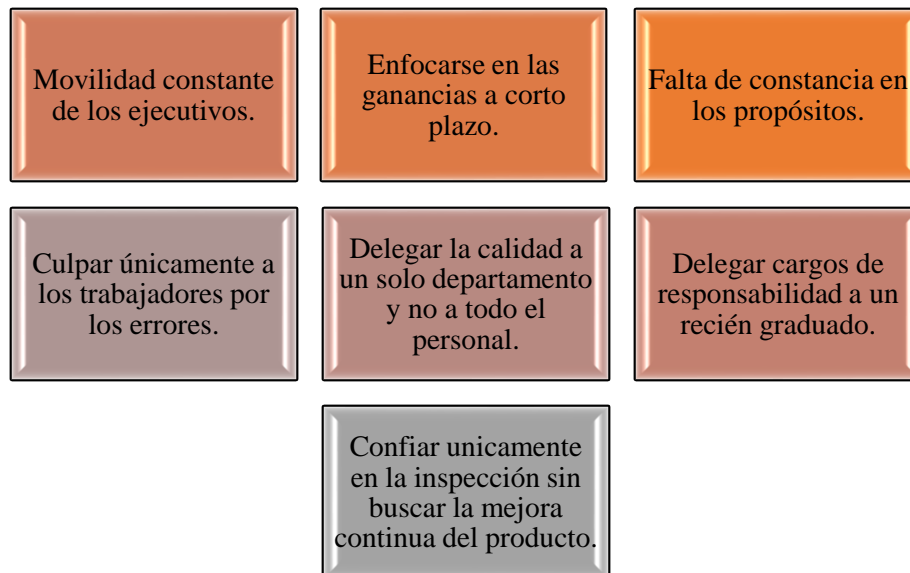 Movilidad constante
de los ejecutivos.
Enfocarse en las
ganancias a corto
plazo.
Falta de constancia en
los propósitos.
Culpar únicamente a
los trabajadores por
los errores.
Delegar la calidad a
un solo departamento
y no a todo el
personal.
Delegar cargos de
responsabilidad a un
recién graduado.
Confiar unicamente
en la inspección sin
buscar la mejora
continua del producto.